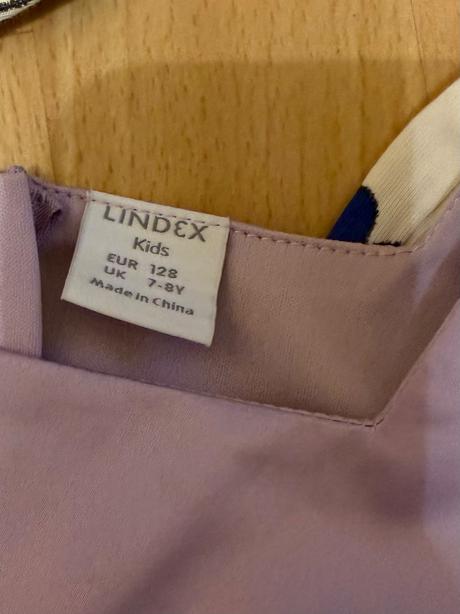 LINDEX
Kids
EUR 128
UK 7-8Y
Made in China